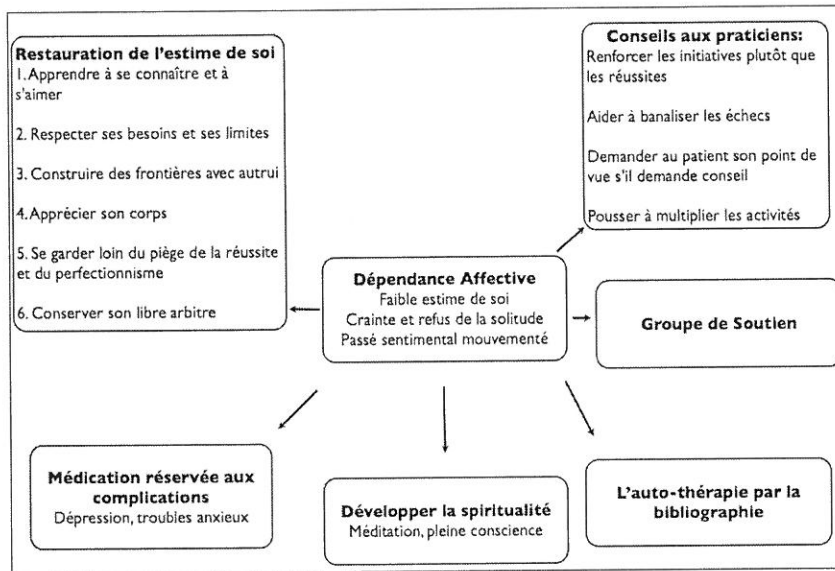 Restauration de l'estime de soi
1. Apprendre à se connaître et à
s'aimer
2. Respecter ses besoins et ses limites
3. Construire des frontières avec autrui
4. Apprécier son corps
5. Se garder loin du piège de la réussite
et du perfectionnisme
6. Conserver son libre arbitre
Conseils aux praticiens:
Renforcer les initiatives plutôt que
les réussites
Aider à banaliser les échecs
Demander au patient son point de
vue s'il demande conseil
Pousser à multiplier les activités
Dépendance Affective
Faible estime de soi
Crainte et refus de la solitude
Passé sentimental mouvementé
Groupe de Soutien
Médication réservée aux
complications
Dépression, troubles anxieux
Développer la spiritualité
Méditation, pleine conscience
L'auto-thérapie par la
bibliographie